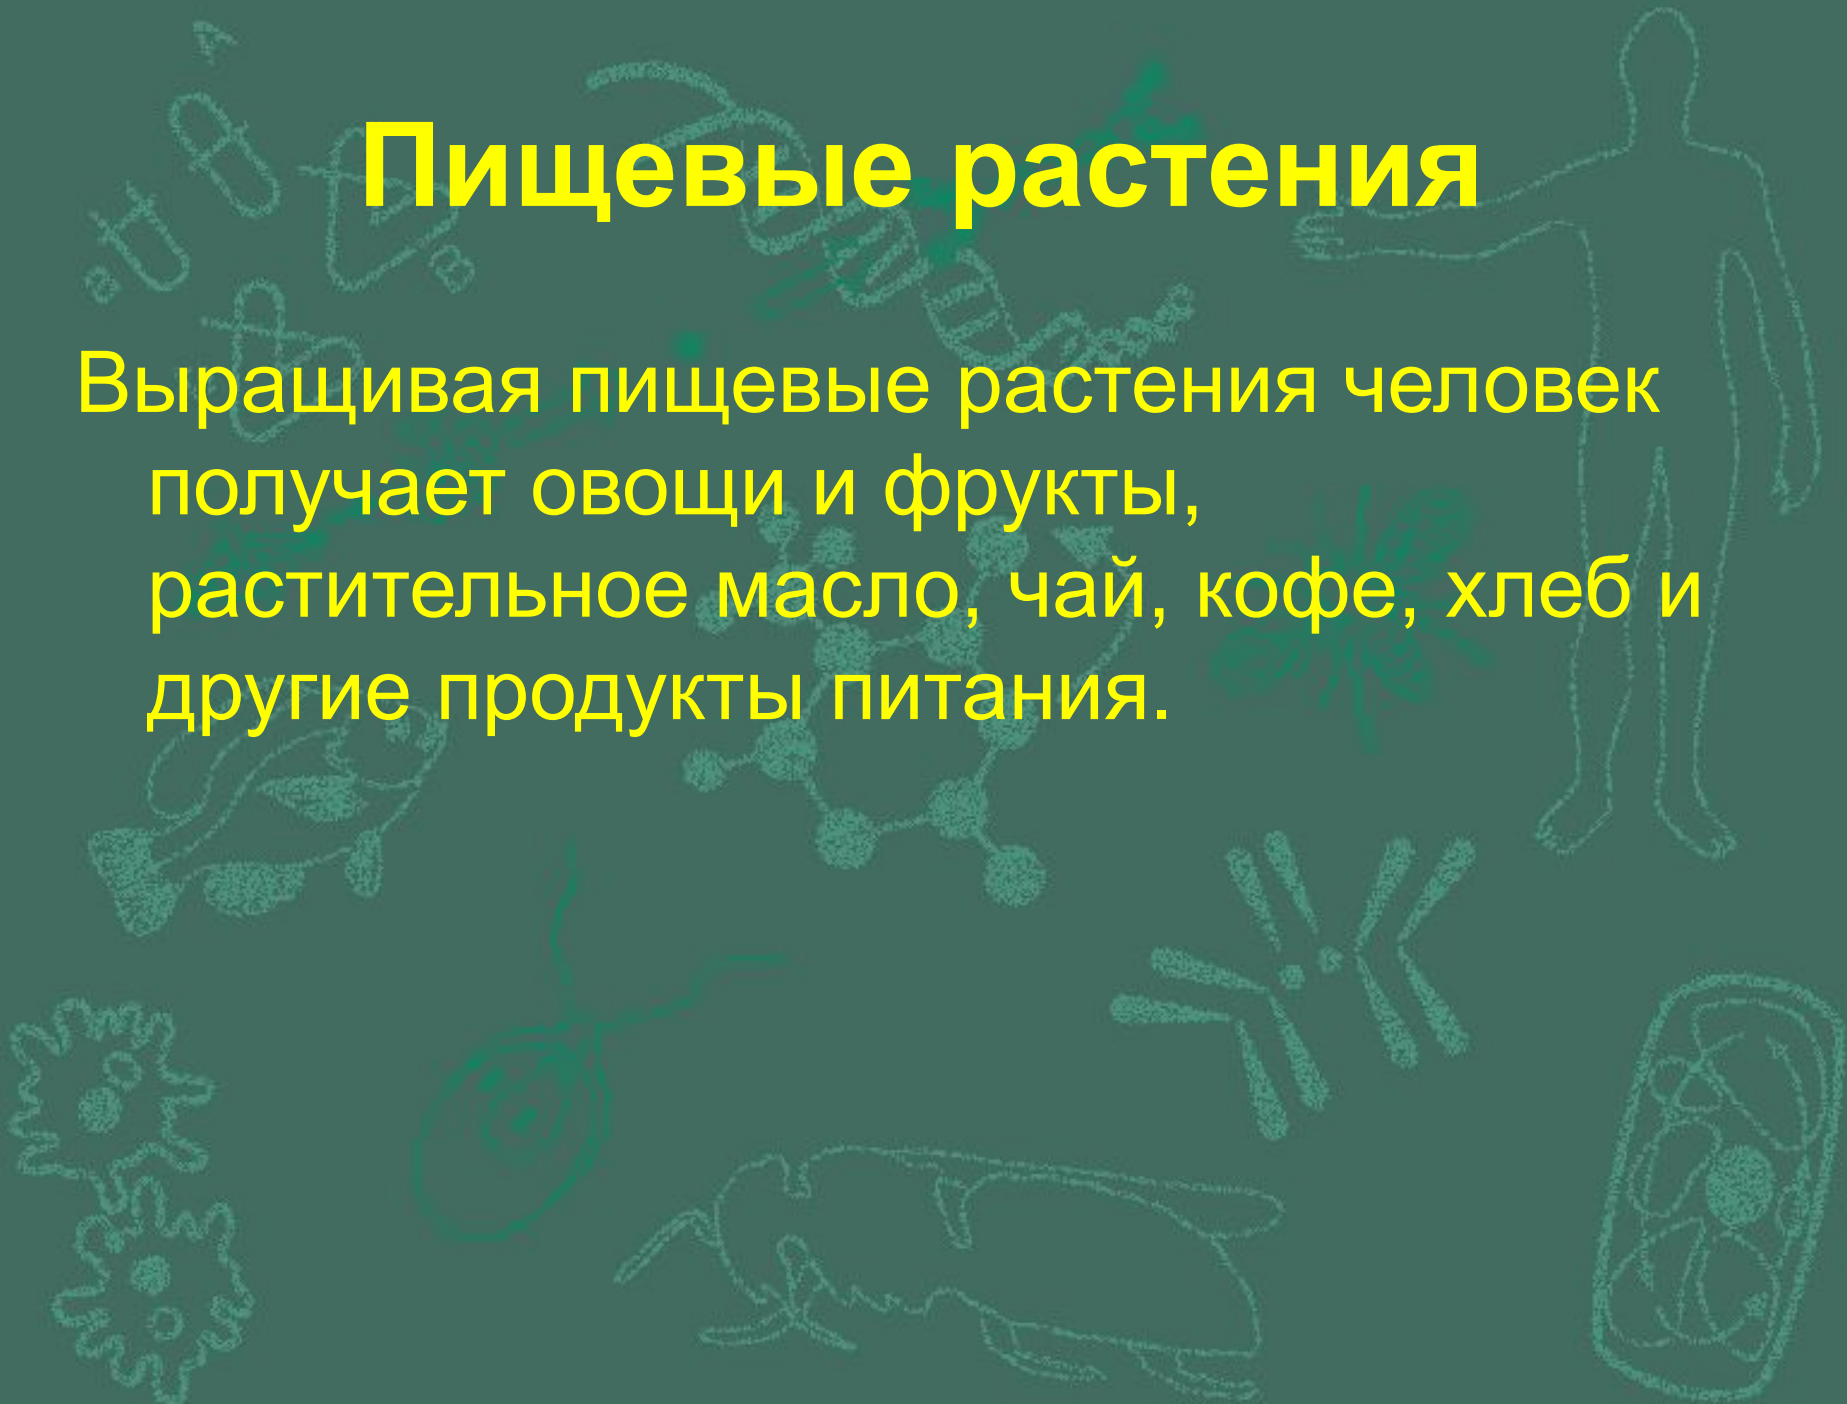 Пищевые растения
Выращивая пищевые растения человек
получает овощи и фрукты,
растительное масло, чай, кофе, хлеб и
другие продукты питания.